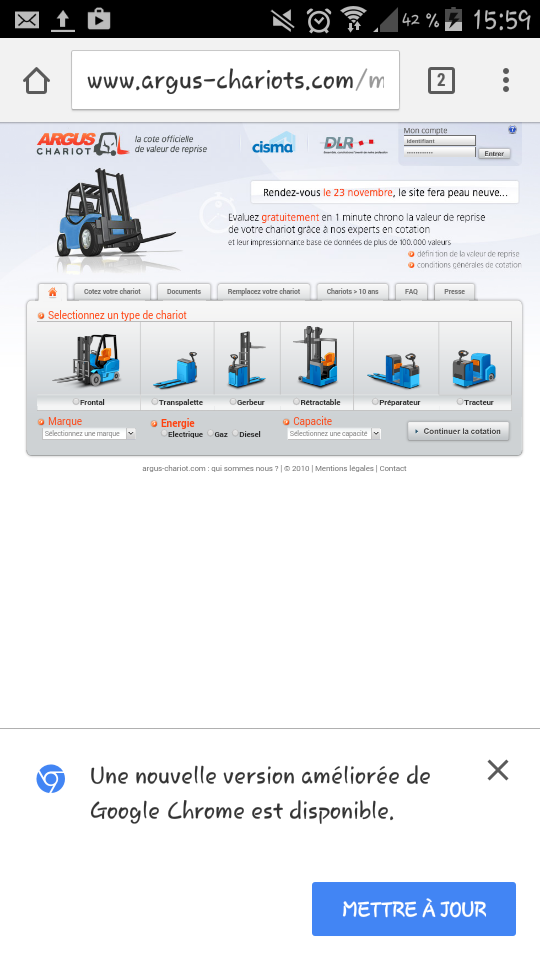 42 % 15:59
www.argus-chariots.com/m
2
ARGUS
CHARIOT
la cote officielle
de valeur de reprise
cisma
DLR
Mon compte
Identifiant
Entrer
Rendez-vous le 23 novembre, le site fera peau neuve...
Evaluez gratuitement en 1 minute chrono la valeur de reprise
de votre chariot grâce à nos experts en cotation
et leur impressionnante base de données de plus de 100.000 valeurs
définition de la valeur de reprise
conditions générales de cotation
Cotez votre chariot Documents Remplacez votre chariot Chariots > 10 ans FAQ Presse
Selectionnez un type de chariot
Frontal Transpalette Gerbeur Rétractable Préparateur Tracteur
Marque Energie Capacite
Sélectionnez une marque Electrique Gaz Diesel Sélectionnez une capacité Continuer la cotation
argus-chariot.com : qui sommes nous ? | © 2010 | Mentions légales | Contact
Une nouvelle version améliorée de
Google Chrome est disponible.
METTRE À JOUR